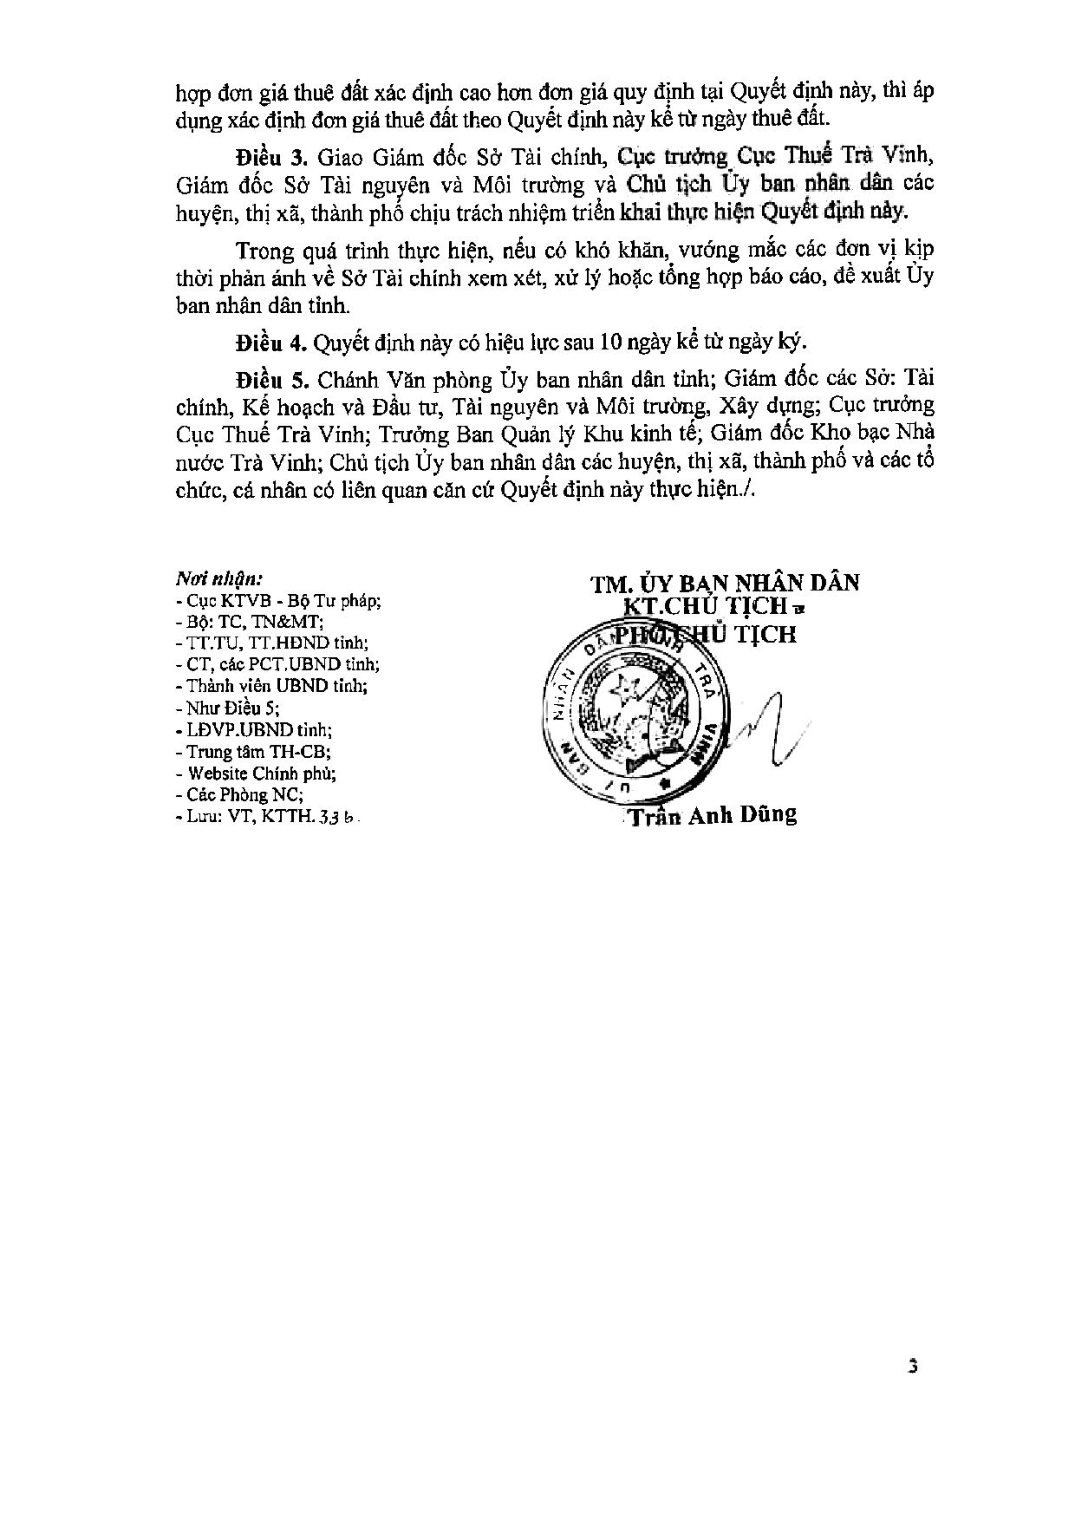 hợp đơn giá thuê đất xác định cao hơn đơn giá quy định tại Quyết định này, thì áp
dụng xác định đơn giá thuê đất theo Quyết định này kể từ ngày thuê đất.
Điều 3. Giao Giám đốc Sở Tài chính, Cục trưởng Cục Thuế Trà Vinh,
Giám đốc Sở Tài nguyên và Môi trường và Chủ tịch Ủy ban nhân dân các
huyện, thị xã, thành phố chịu trách nhiệm triển khai thực hiện Quyết định này.
Trong quá trình thực hiện, nếu có khó khăn, vướng mắc các đơn vị kịp
thời phản ánh về Sở Tài chính xem xét, xử lý hoặc tổng hợp báo cáo, đề xuất Ủy
ban nhân dân tỉnh.
Điều 4. Quyết định này có hiệu lực sau 10 ngày kể từ ngày ký.
Điều 5. Chánh Văn phòng Ủy ban nhân dân tỉnh; Giám đốc các Sở: Tài
chính, Kế hoạch và Đầu tư, Tài nguyên và Môi trường, Xây dựng; Cục trưởng
Cục Thuế Trà Vinh; Trưởng Ban Quản lý Khu kinh tế; Giám đốc Kho bạc Nhà
nước Trà Vinh; Chủ tịch Ủy ban nhân dân các huyện, thị xã, thành phố và các tổ
chức, cá nhân có liên quan căn cứ Quyết định này thực hiện./.
Nơi nhận:
- Cục KTVB - Bộ Tư pháp;
- Bộ: TC, TN&MT;
- TT.TU, TT.HĐND tỉnh;
- CT, các PCT.UBND tỉnh;
- Thành viên UBND tỉnh;
- Như Điều 5;
- LĐVP.UBND tỉnh;
- Trung tâm TH-CB;
- Website Chính phủ;
- Các Phòng NC;
- Lưu: VT, KTTH. 33 b.
TM. ỦY BAN NHÂN DÂN
KT.CHỦ TỊCH
PHÓ CHỦ TỊCH
ỦY BAN NHÂN DÂN TỈNH TRÀ VINH
Trần Anh Dũng
3